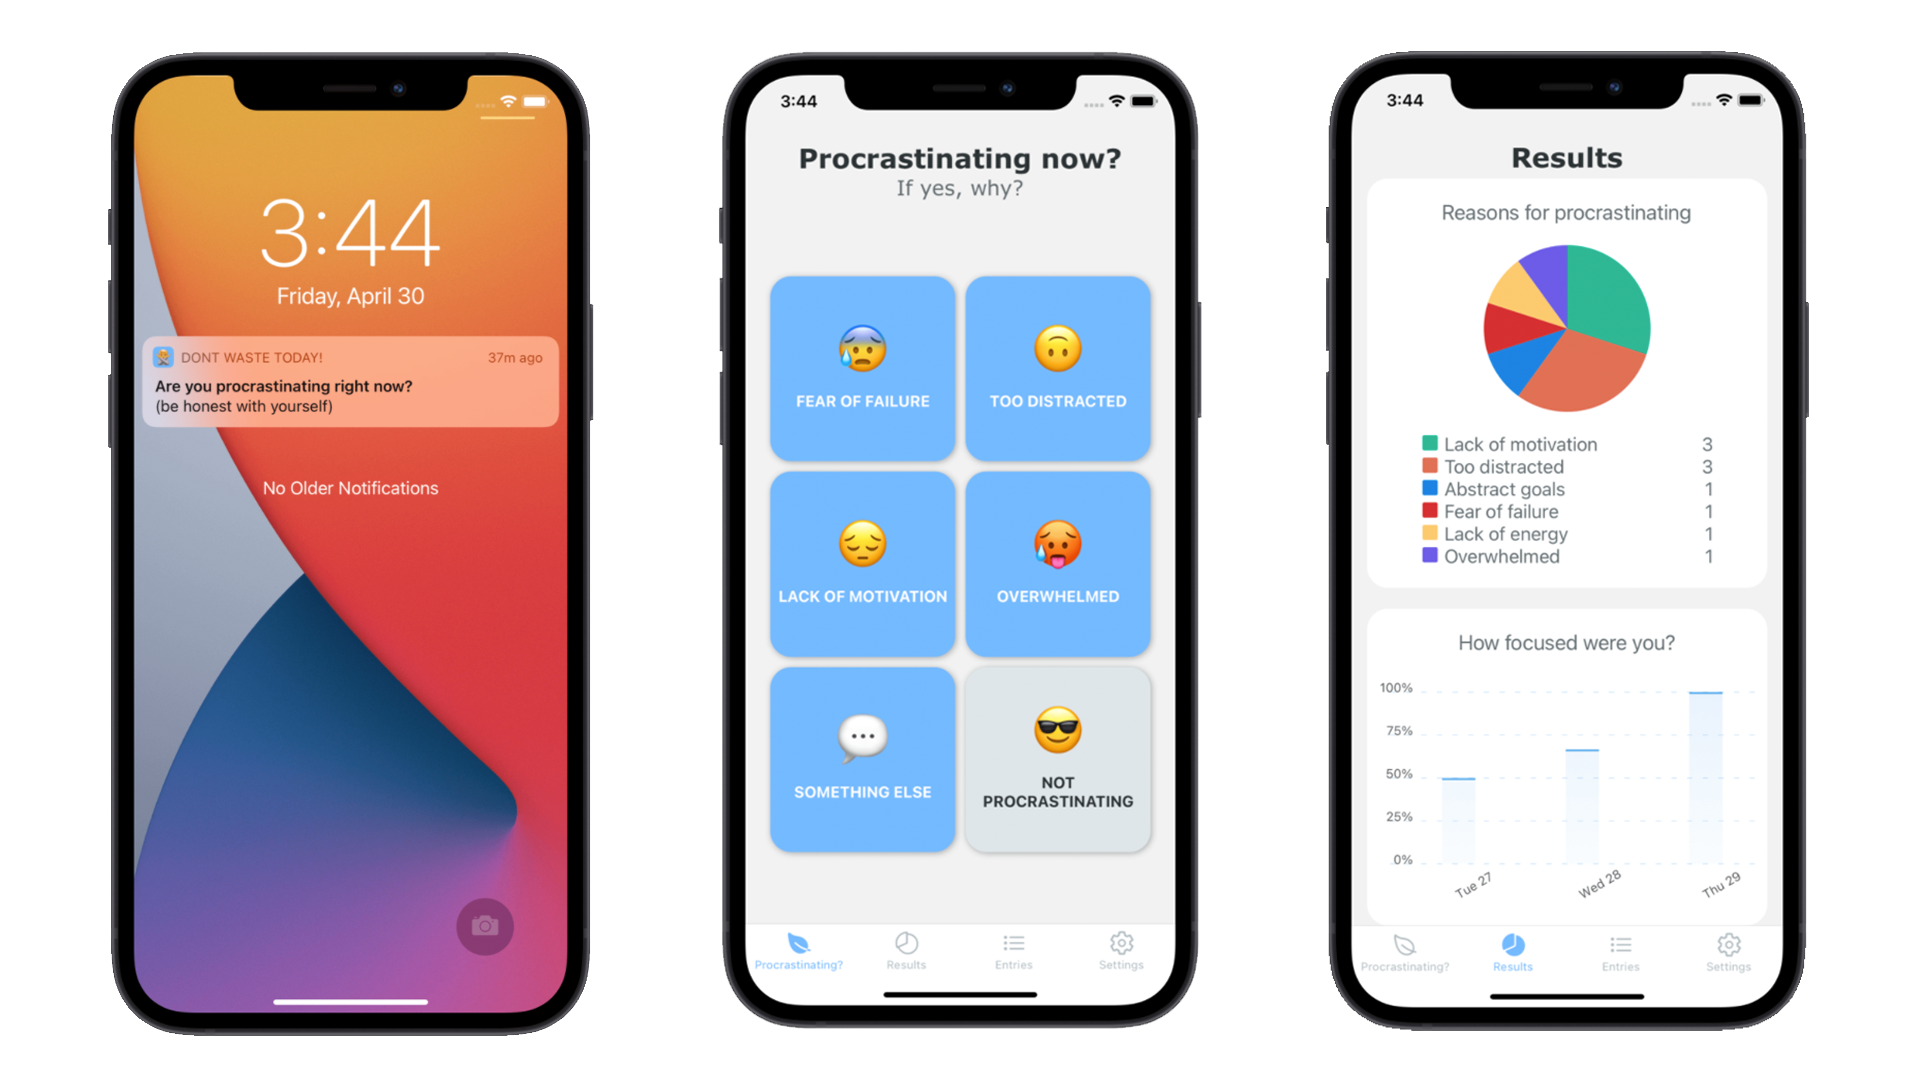 3:44
Friday, April 30
DONT WASTE TODAY! 37m ago
Are you procrastinating right now?
(be honest with yourself)
No Older Notifications
3:44
Procrastinating now?
If yes, why?
FEAR OF FAILURE
TOO DISTRACTED
LACK OF MOTIVATION
OVERWHELMED
SOMETHING ELSE
NOT
PROCRASTINATING
Procrastinating? Results Entries Settings
3:44
Results
Reasons for procrastinating
Lack of motivation 3
Too distracted 3
Abstract goals 1
Fear of failure 1
Lack of energy 1
Overwhelmed 1
How focused were you?
100%
75%
50%
25%
0%
Tue 27 Wed 28 Thu 29
Procrastinating? Results Entries Settings